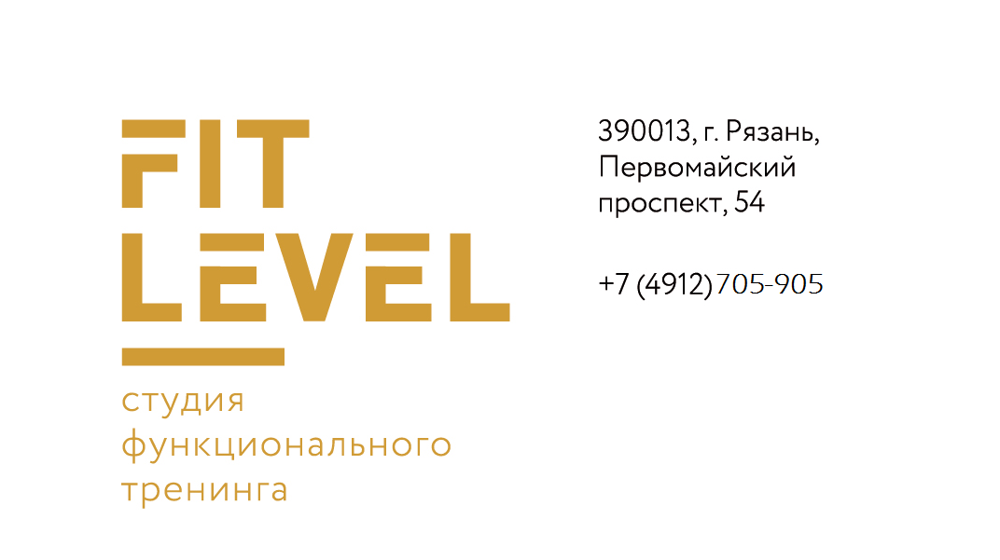 FIT
LEVEL
студия
функционального
тренинга
390013, г. Рязань,
Первомайский
проспект, 54
+7 (4912)705-905